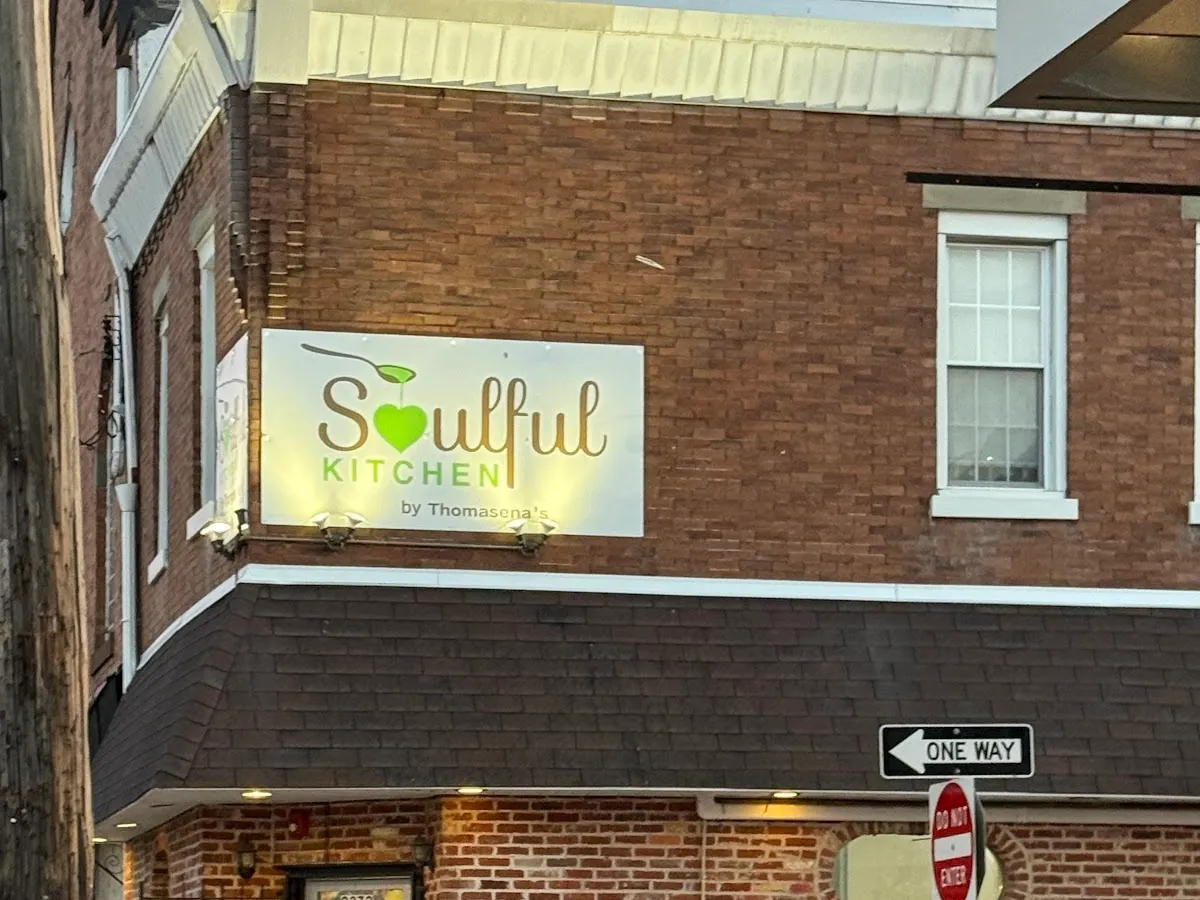 Soulful
KITCHEN
by Thomasena's
ONE WAY
DO NOT
ENTER